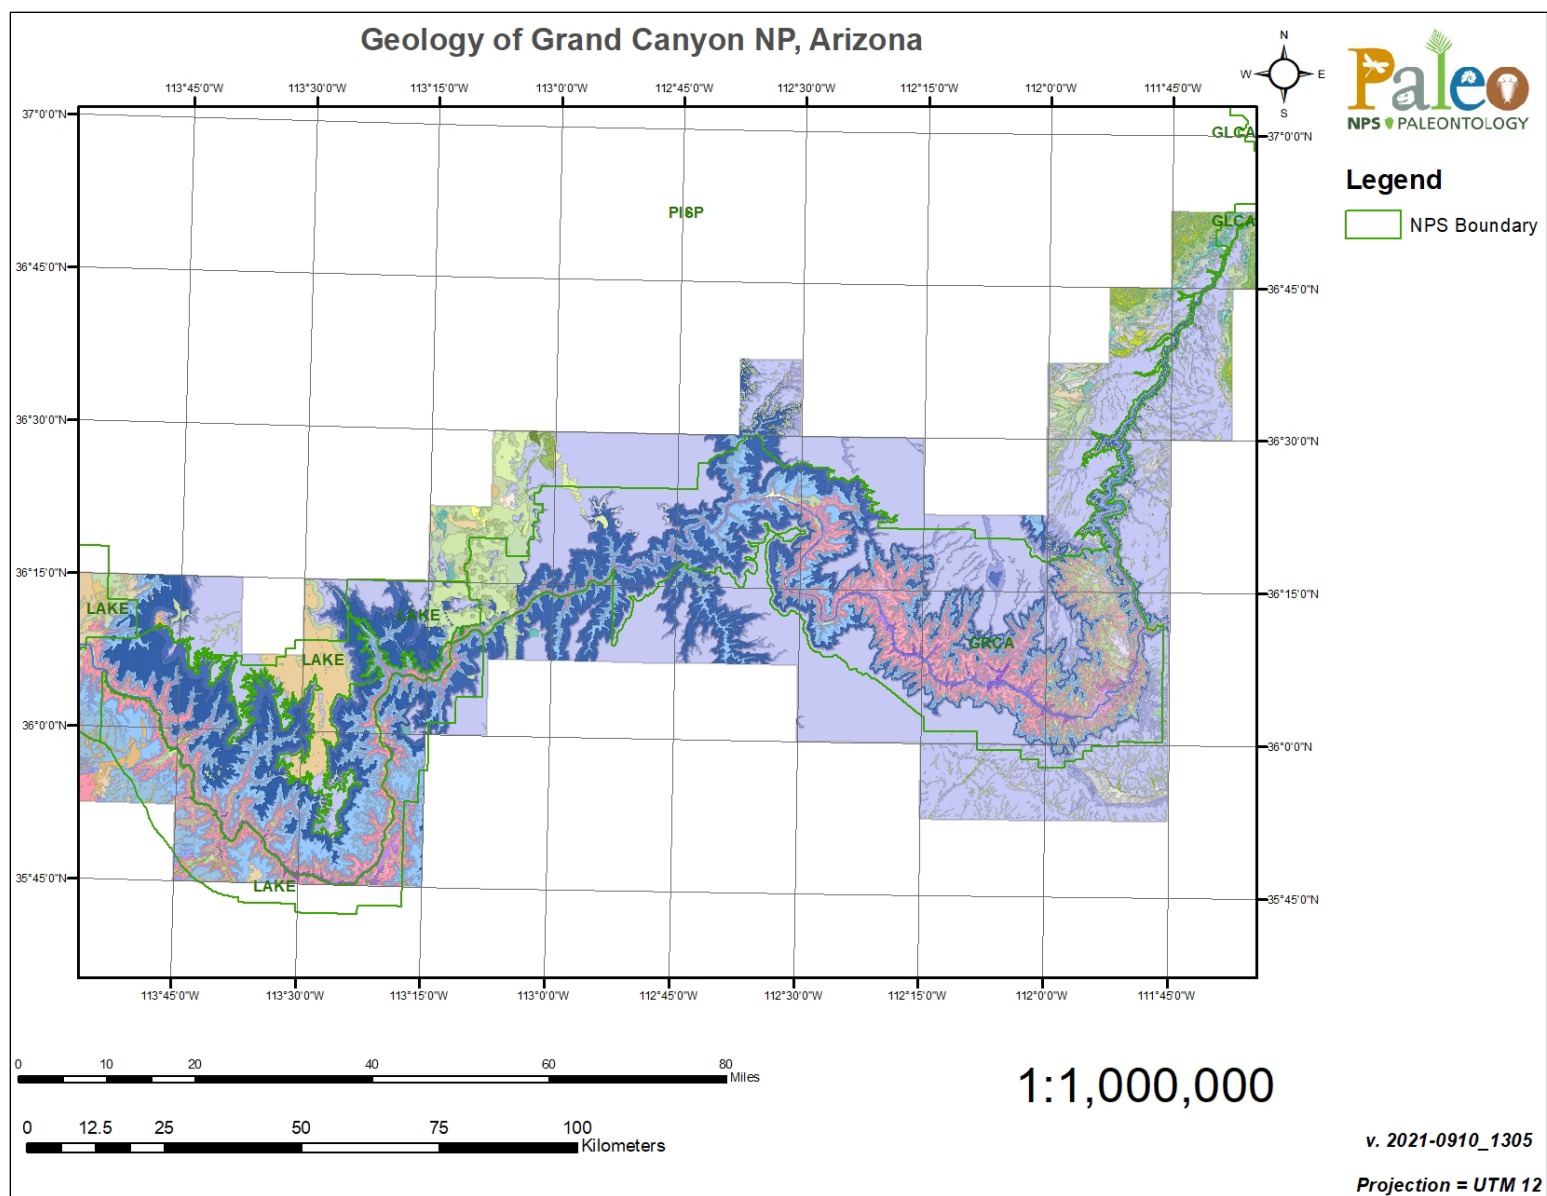 Geology of Grand Canyon NP, Arizona
N
W E
S
Paleo
NPS PALEONTOLOGY
Legend
NPS Boundary
113°45'0"W 113°30'0"W 113°15'0"W 113°0'0"W 112°45'0"W 112°30'0"W 112°15'0"W 112°0'0"W 111°45'0"W
37°0'0"N
GLCA
37°0'0"N
PISP
GLCA
36°45'0"N
36°45'0"N
36°30'0"N
36°30'0"N
36°15'0"N
36°15'0"N
LAKE
LAKE
GRCA
LAKE
36°0'0"N
36°0'0"N
35°45'0"N
LAKE
35°45'0"N
113°45'0"W 113°30'0"W 113°15'0"W 113°0'0"W 112°45'0"W 112°30'0"W 112°15'0"W 112°0'0"W 111°45'0"W
0 10 20 40 60 80
Miles
0 12.5 25 50 75 100
Kilometers
1:1,000,000
v. 2021-0910_1305
Projection = UTM 12